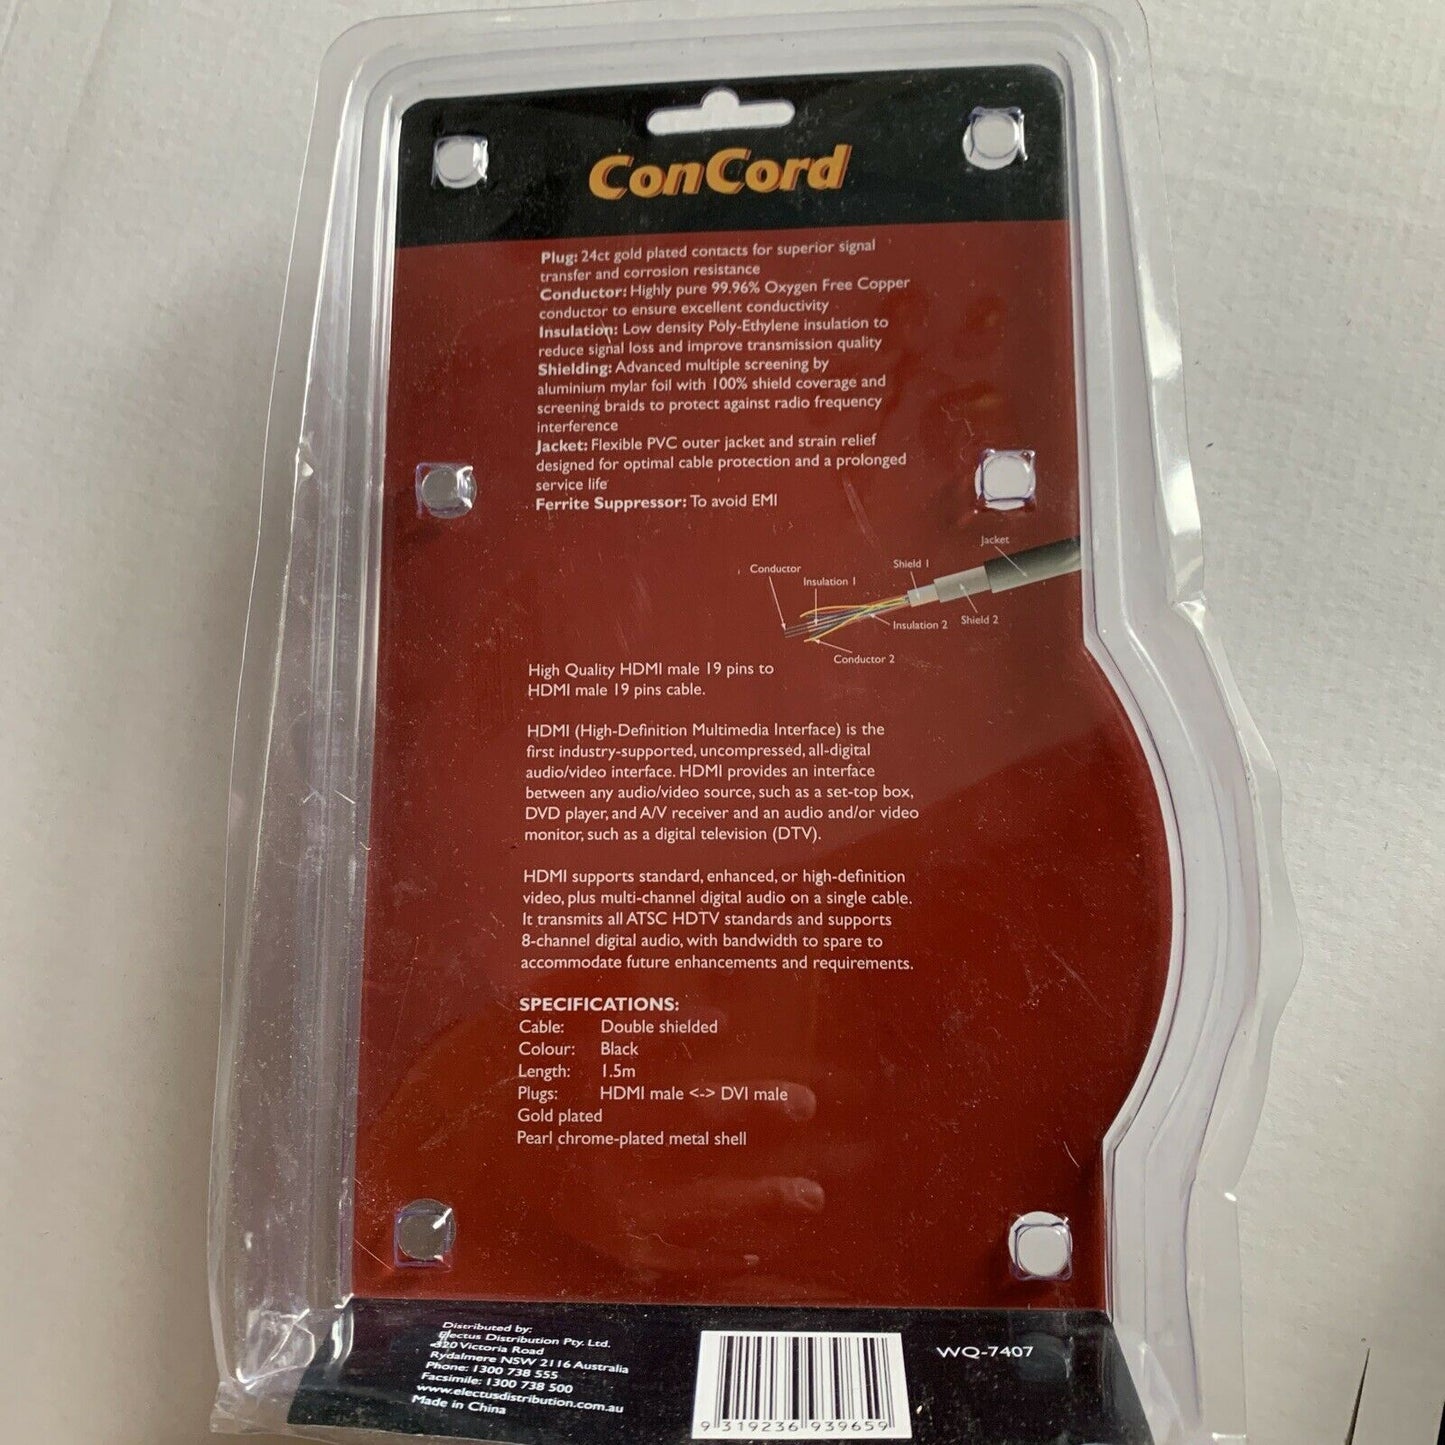 ConCord
Plug: 24ct gold plated contacts for superior signal
transfer and corrosion resistance
Conductor: Highly pure 99.96% Oxygen Free Copper
conductor to ensure excellent conductivity
Insulation: Low density Poly-Ethylene insulation to
reduce signal loss and improve transmission quality
Shielding: Advanced multiple screening by
aluminium mylar foil with 100% shield coverage and
screening braids to protect against radio frequency
interference
Jacket: Flexible PVC outer jacket and strain relief
designed for optimal cable protection and a prolonged
service life
Ferrite Suppressor: To avoid EMI
Jacket
Shield 1
Conductor
Insulation 1
Insulation 2
Shield 2
Conductor 2
High Quality HDMI male 19 pins to
HDMI male 19 pins cable.
HDMI (High-Definition Multimedia Interface) is the
first industry-supported, uncompressed, all-digital
audio/video interface. HDMI provides an interface
between any audio/video source, such as a set-top box,
DVD player, and A/V receiver and an audio and/or video
monitor, such as a digital television (DTV).
HDMI supports standard, enhanced, or high-definition
video, plus multi-channel digital audio on a single cable.
It transmits all ATSC HDTV standards and supports
8-channel digital audio, with bandwidth to spare to
accommodate future enhancements and requirements.
SPECIFICATIONS:
Cable: Double shielded
Colour: Black
Length: 1.5m
Plugs: HDMI male <-> DVI male
Gold plated
Pearl chrome-plated metal shell
Distributed by:
Electus Distribution Pty. Ltd.
320 Victoria Road
Rydalmere NSW 2116 Australia
Phone: 1300 738 555
Facsimile: 1300 738 500
www.electusdistribution.com.au
Made in China
9 319236 939659
WQ-7407